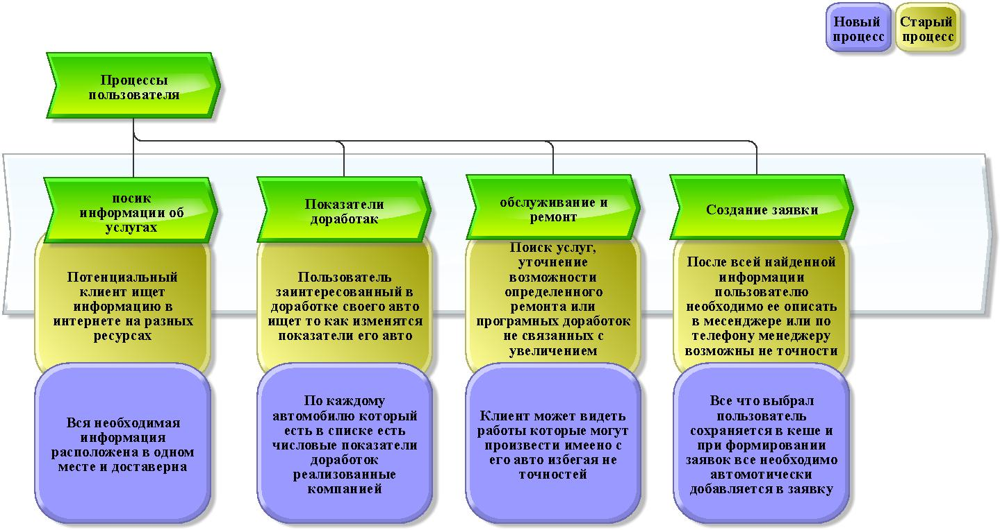 Новый
процесс
Старый
процесс
Процессы
пользователя
посик
информации об
услугах
Показатели
доработак
обслуживание и
ремонт
Создание заявки
Потенциальный
клиент ищет
информацию в
интернете на разных
ресурсах
Пользователь
заинтересованный в
доработке своего авто
ищет то как изменятся
показатели его авто
Поиск услуг,
уточнение
возможности
определенного
ремонта или
програмных доработок
не связанных с
увеличением
После всей найденной
информации
пользователю
необходимо ее описать
в месенджере или по
телефону менеджеру
возможны не точности
Вся необходимая
информация
расположена в одном
месте и доставерна
По каждому
автомобилю который
есть в списке есть
числовые показатели
доработок
реализованные
компанией
Клиент может видеть
работы которые могут
произвести имеено с
его авто избегая не
точностей
Все что выбрал
пользователь
сохраняется в кеше и
при формировании
заявок все необходимо
автомотически
добавляется в заявку